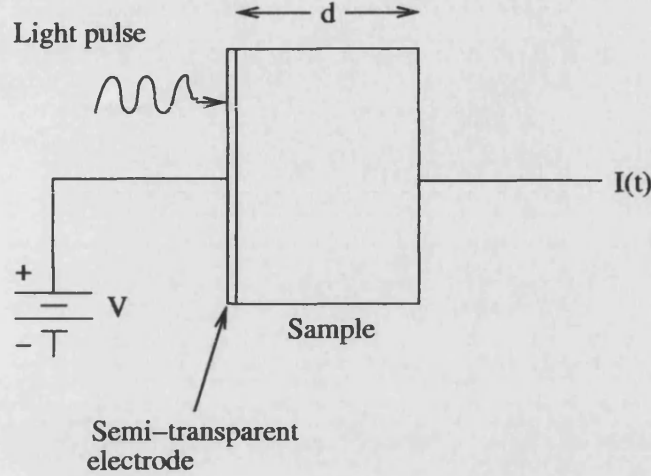 d
Light pulse
I(t)
+
V
−
Sample
Semi−transparent
electrode